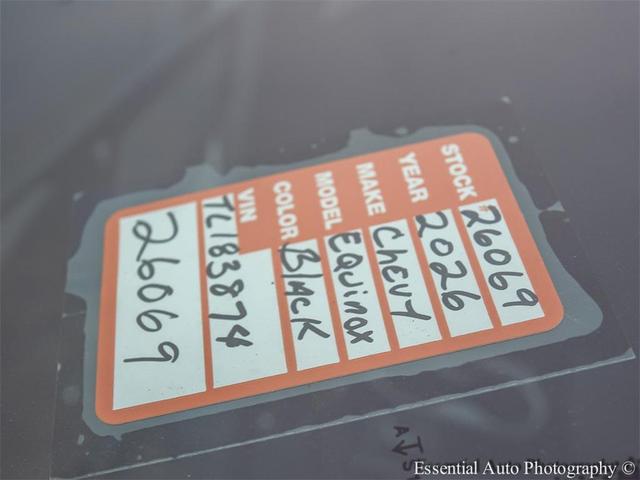 STOCK # 26069
YEAR 2026
MAKE Chevy
MODEL EQuinox
COLOR BlACK
VIN TL183874
26069
Essential Auto Photography ©